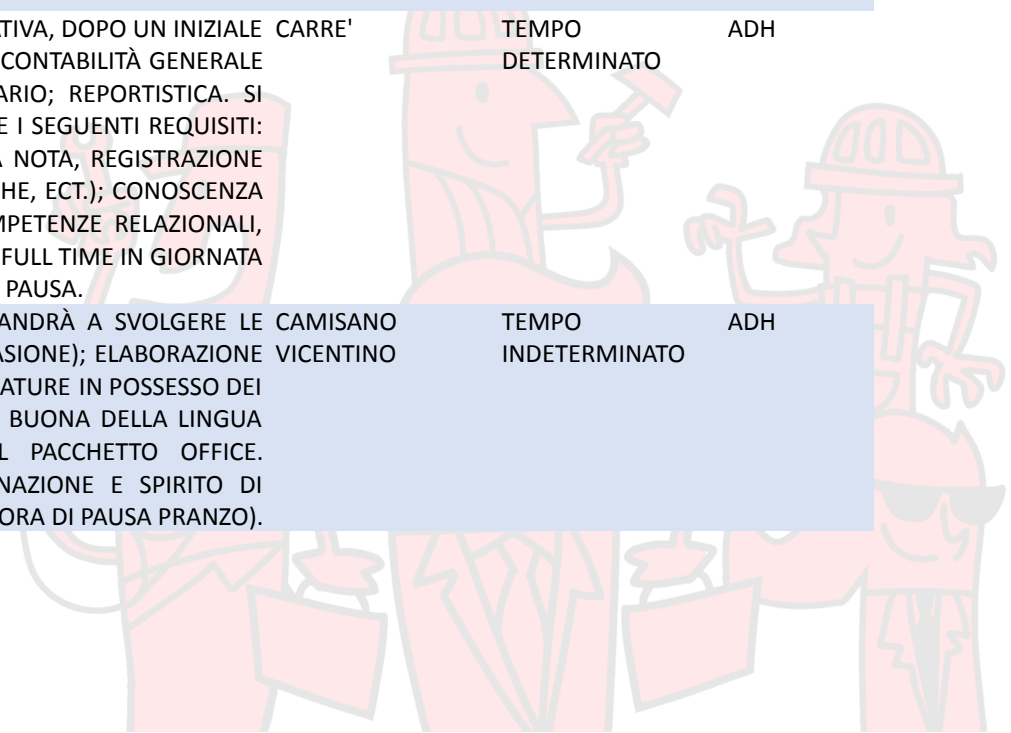 ATIVA, DOPO UN INIZIALE CARRE' TEMPO ADH
CONTABILITÀ GENERALE DETERMINATO
ARIO; REPORTISTICA. SI
E I SEGUENTI REQUISITI:
A NOTA, REGISTRAZIONE
CHE, ECT.); CONOSCENZA
MPETENZE RELAZIONALI,
FULL TIME IN GIORNATA
PAUSA.
ANDRÀ A SVOLGERE LE CAMISANO TEMPO ADH
ASIONE); ELABORAZIONE VICENTINO INDETERMINATO
ATURE IN POSSESSO DEI
BUONA DELLA LINGUA
L PACCHETTO OFFICE.
NAZIONE E SPIRITO DI
ORA DI PAUSA PRANZO).